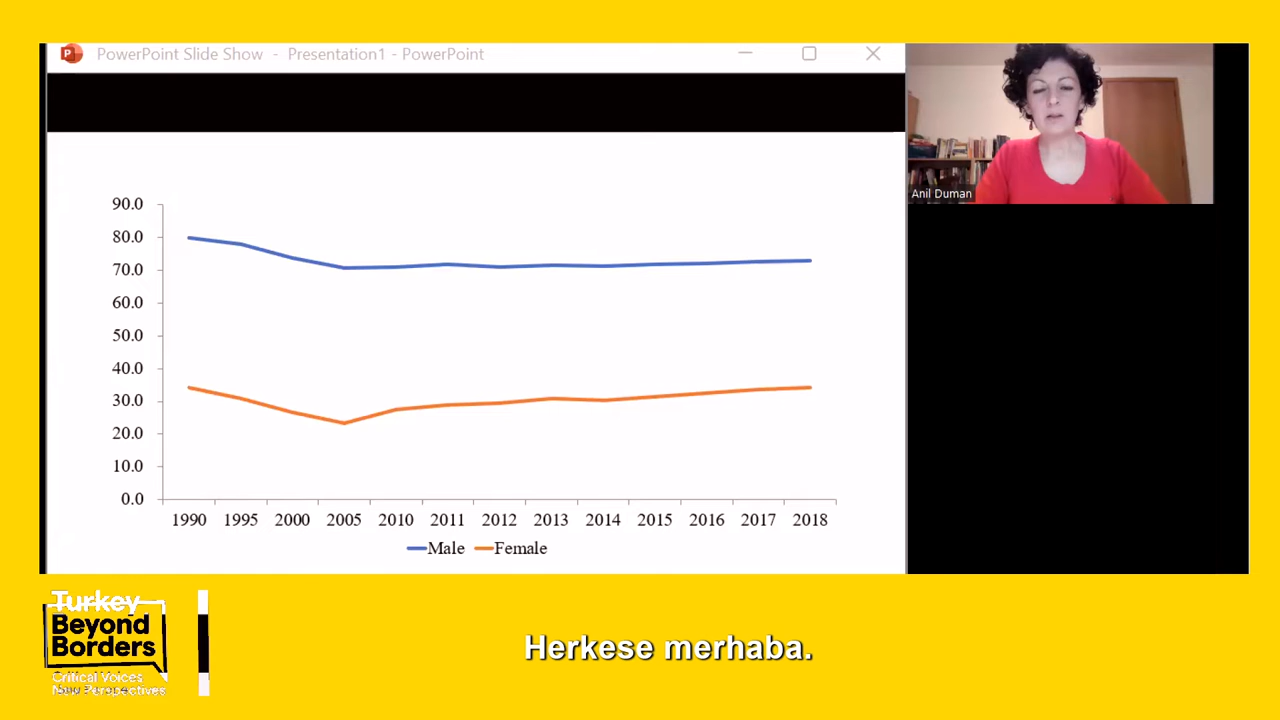 PowerPoint Slide Show - Presentation1 - PowerPoint
Anil Duman
90.0
80.0
70.0
60.0
50.0
40.0
30.0
20.0
10.0
0.0
1990 1995 2000 2005 2010 2011 2012 2013 2014 2015 2016 2017 2018
Male Female
Turkey
Beyond
Borders
Critical Voices
New Perspectives
Herkese merhaba.